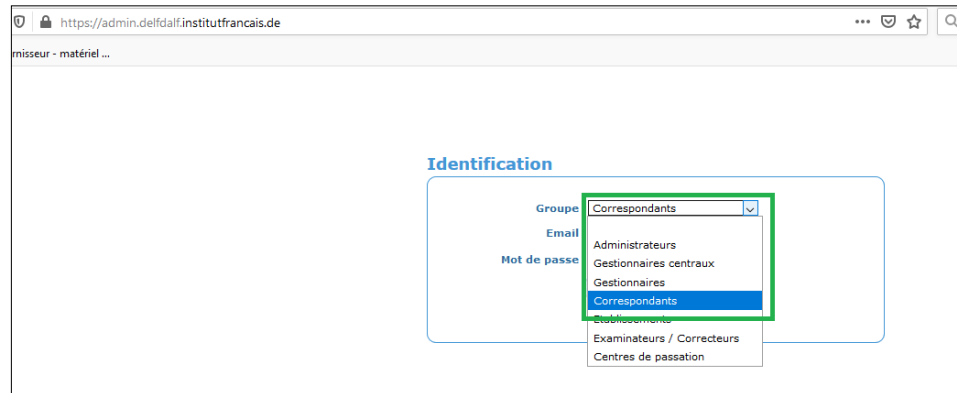 https://admin.delfdalf.institutfrancais.de
rnisseur - matériel ...
Identification
Groupe Correspondants
Email
Administrateurs
Mot de passe
Gestionnaires centraux
Gestionnaires
Correspondants
Etablissements
Examinateurs / Correcteurs
Centres de passation